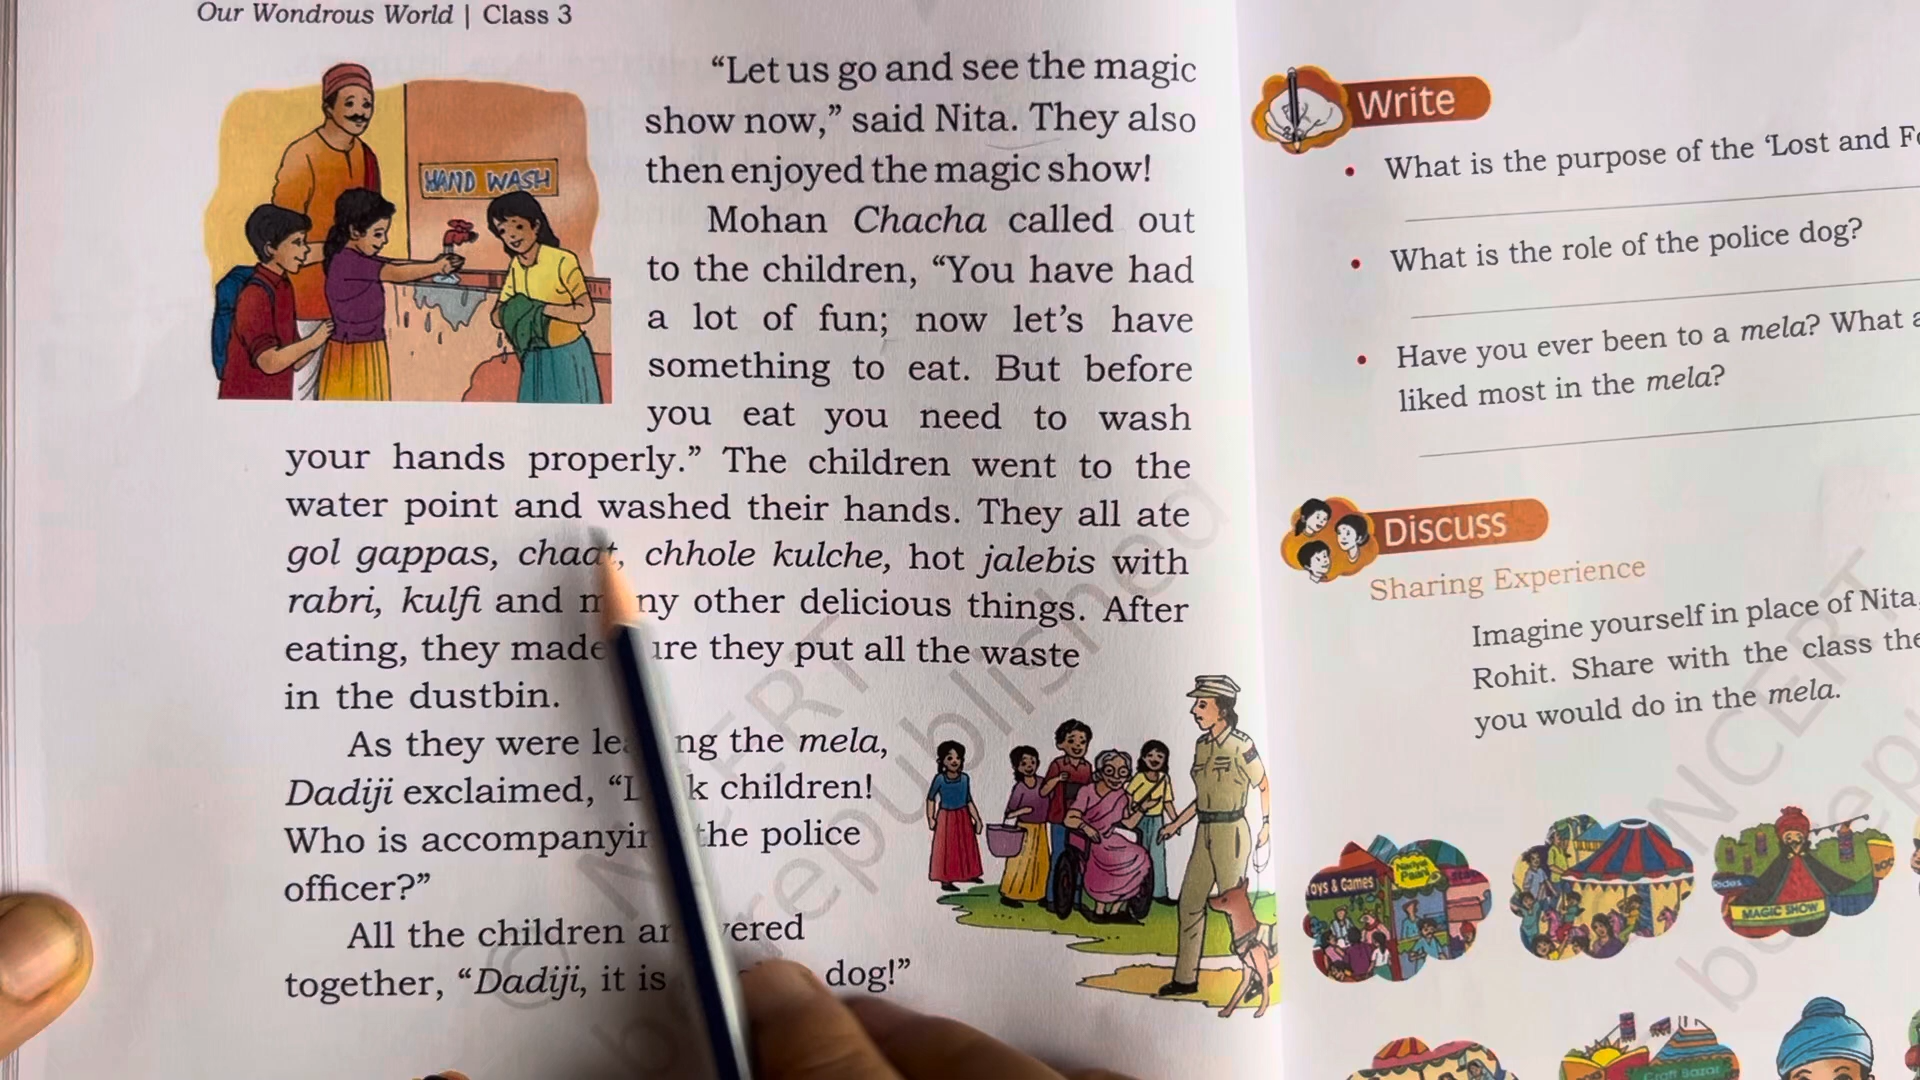 Our Wondrous World | Class 3
HAND WASH
“Let us go and see the magic
show now,” said Nita. They also
then enjoyed the magic show!
Mohan Chacha called out
to the children, “You have had
a lot of fun; now let’s have
something to eat. But before
you eat you need to wash
your hands properly.” The children went to the
water point and washed their hands. They all ate
gol gappas, chaat, chhole kulche, hot jalebis with
rabri, kulfi and many other delicious things. After
eating, they made they put all the waste
in the dustbin.
As they were the mela,
Dadiji exclaimed, “ children!
Who is the police
officer?”
All the children
together, “Dadiji, it is dog!”
© NCERT
republished
Write
• What is the purpose of the ‘Lost and
• What is the role of the police dog?
• Have you ever been to a mela? What
liked most in the mela?
Discuss
Sharing Experience
Imagine yourself in place of Nita,
Rohit. Share with the class the
you would do in the mela.
NCERT
Games
MAGIC SHOW
Craft Bazar